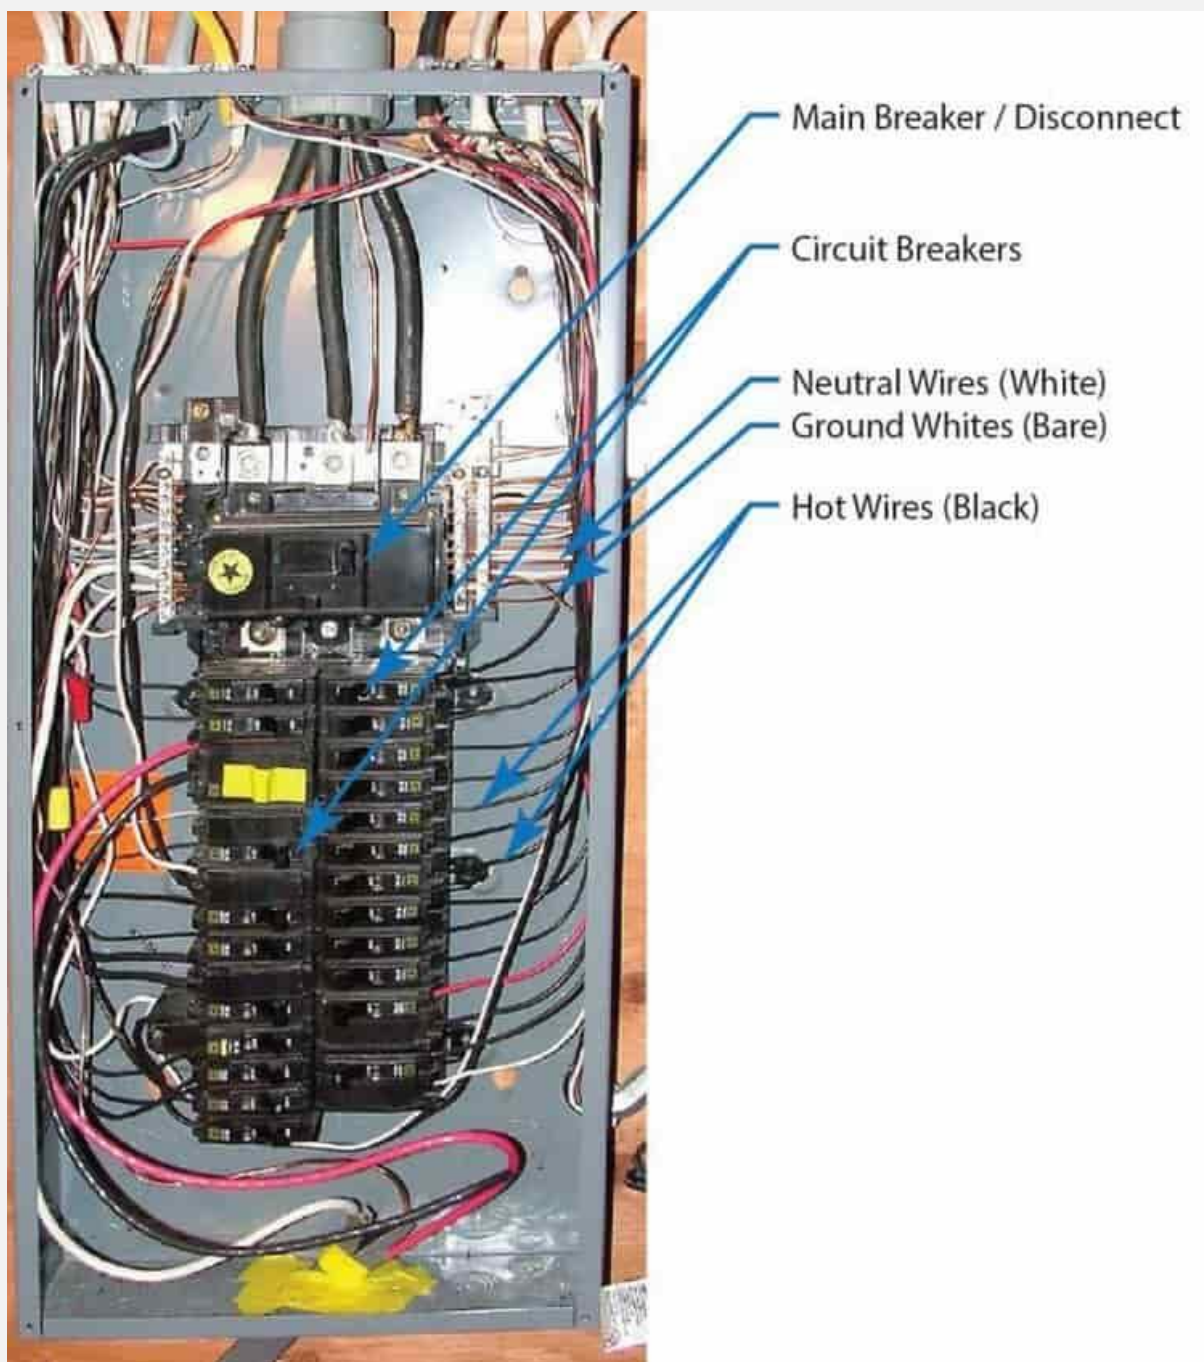 Main Breaker / Disconnect
Circuit Breakers
Neutral Wires (White)
Ground Whites (Bare)
Hot Wires (Black)